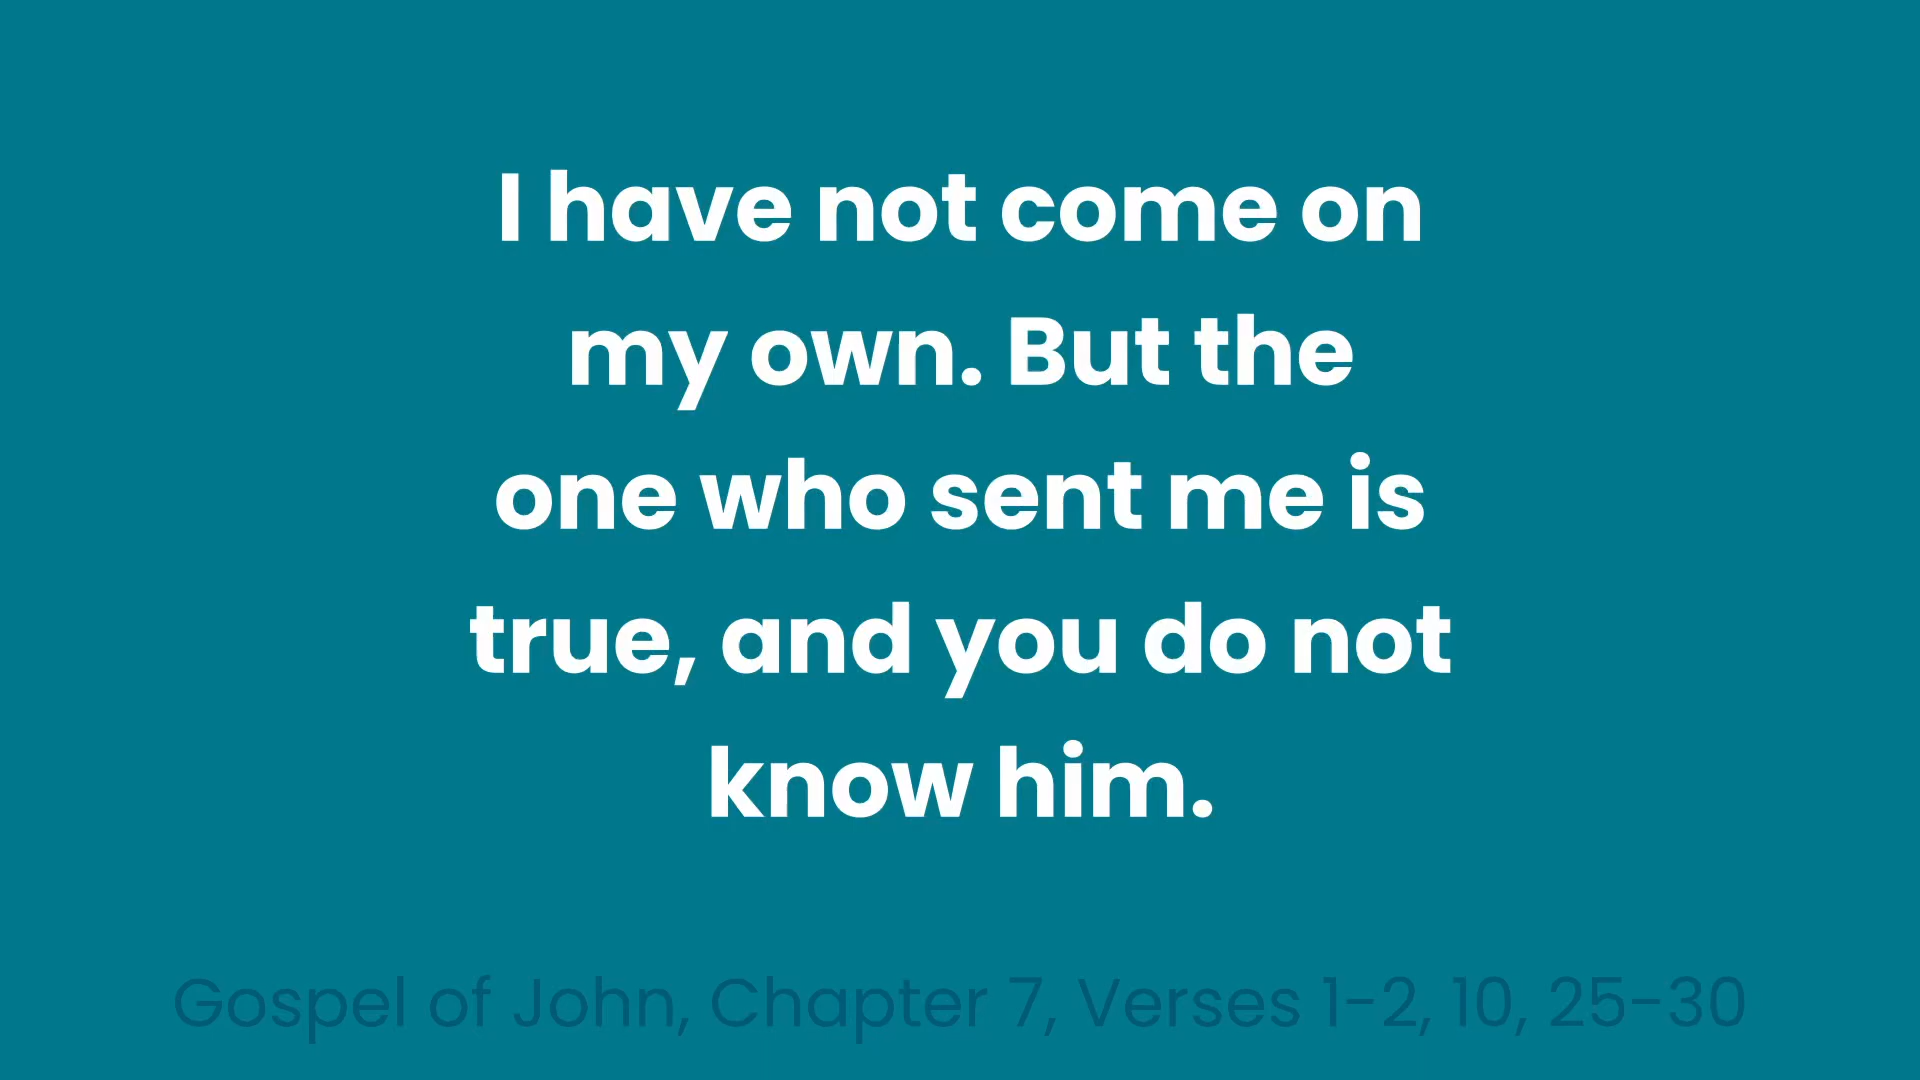 I have not come on
my own. But the
one who sent me is
true, and you do not
know him.
Gospel of John, Chapter 7, Verses 1-2, 10, 25-30